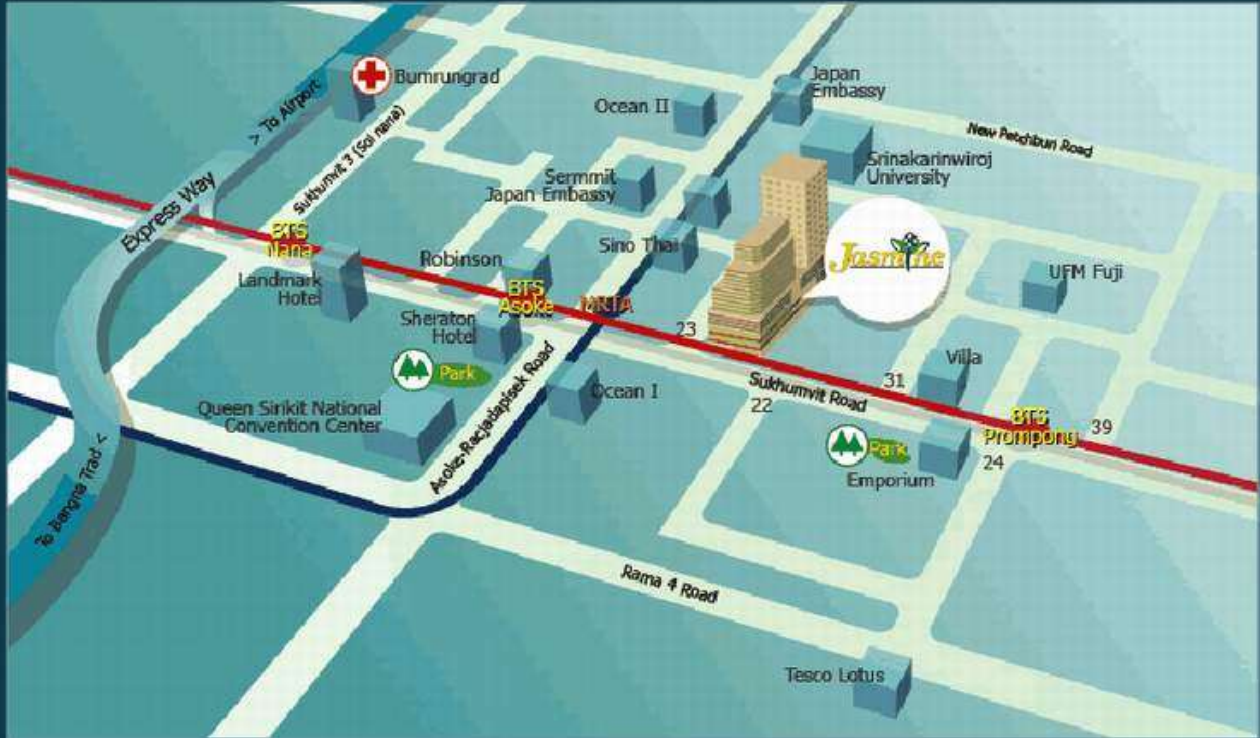 Bumrungrad
> To Airport
Sukhumvit 3 (Soi nana)
Express Way
Japan
Embassy
Ocean II
New Petchburi Road
Srinakarinwiroj
University
Sermmit
Japan Embassy
BTS
Nana
Robinson
Sino Thai
Jasmine
UFM Fuji
Landmark
Hotel
BTS
Asoke
MRTA
Sheraton
Hotel
23
Park
Villa
31
Sukhumvit Road
22
Ocean I
Asoke-Racjadapisek Road
Queen Sirikit National
Convention Center
BTS
Prompong
39
Park
24
Emporium
To Bangna Trad <
Rama 4 Road
Tesco Lotus